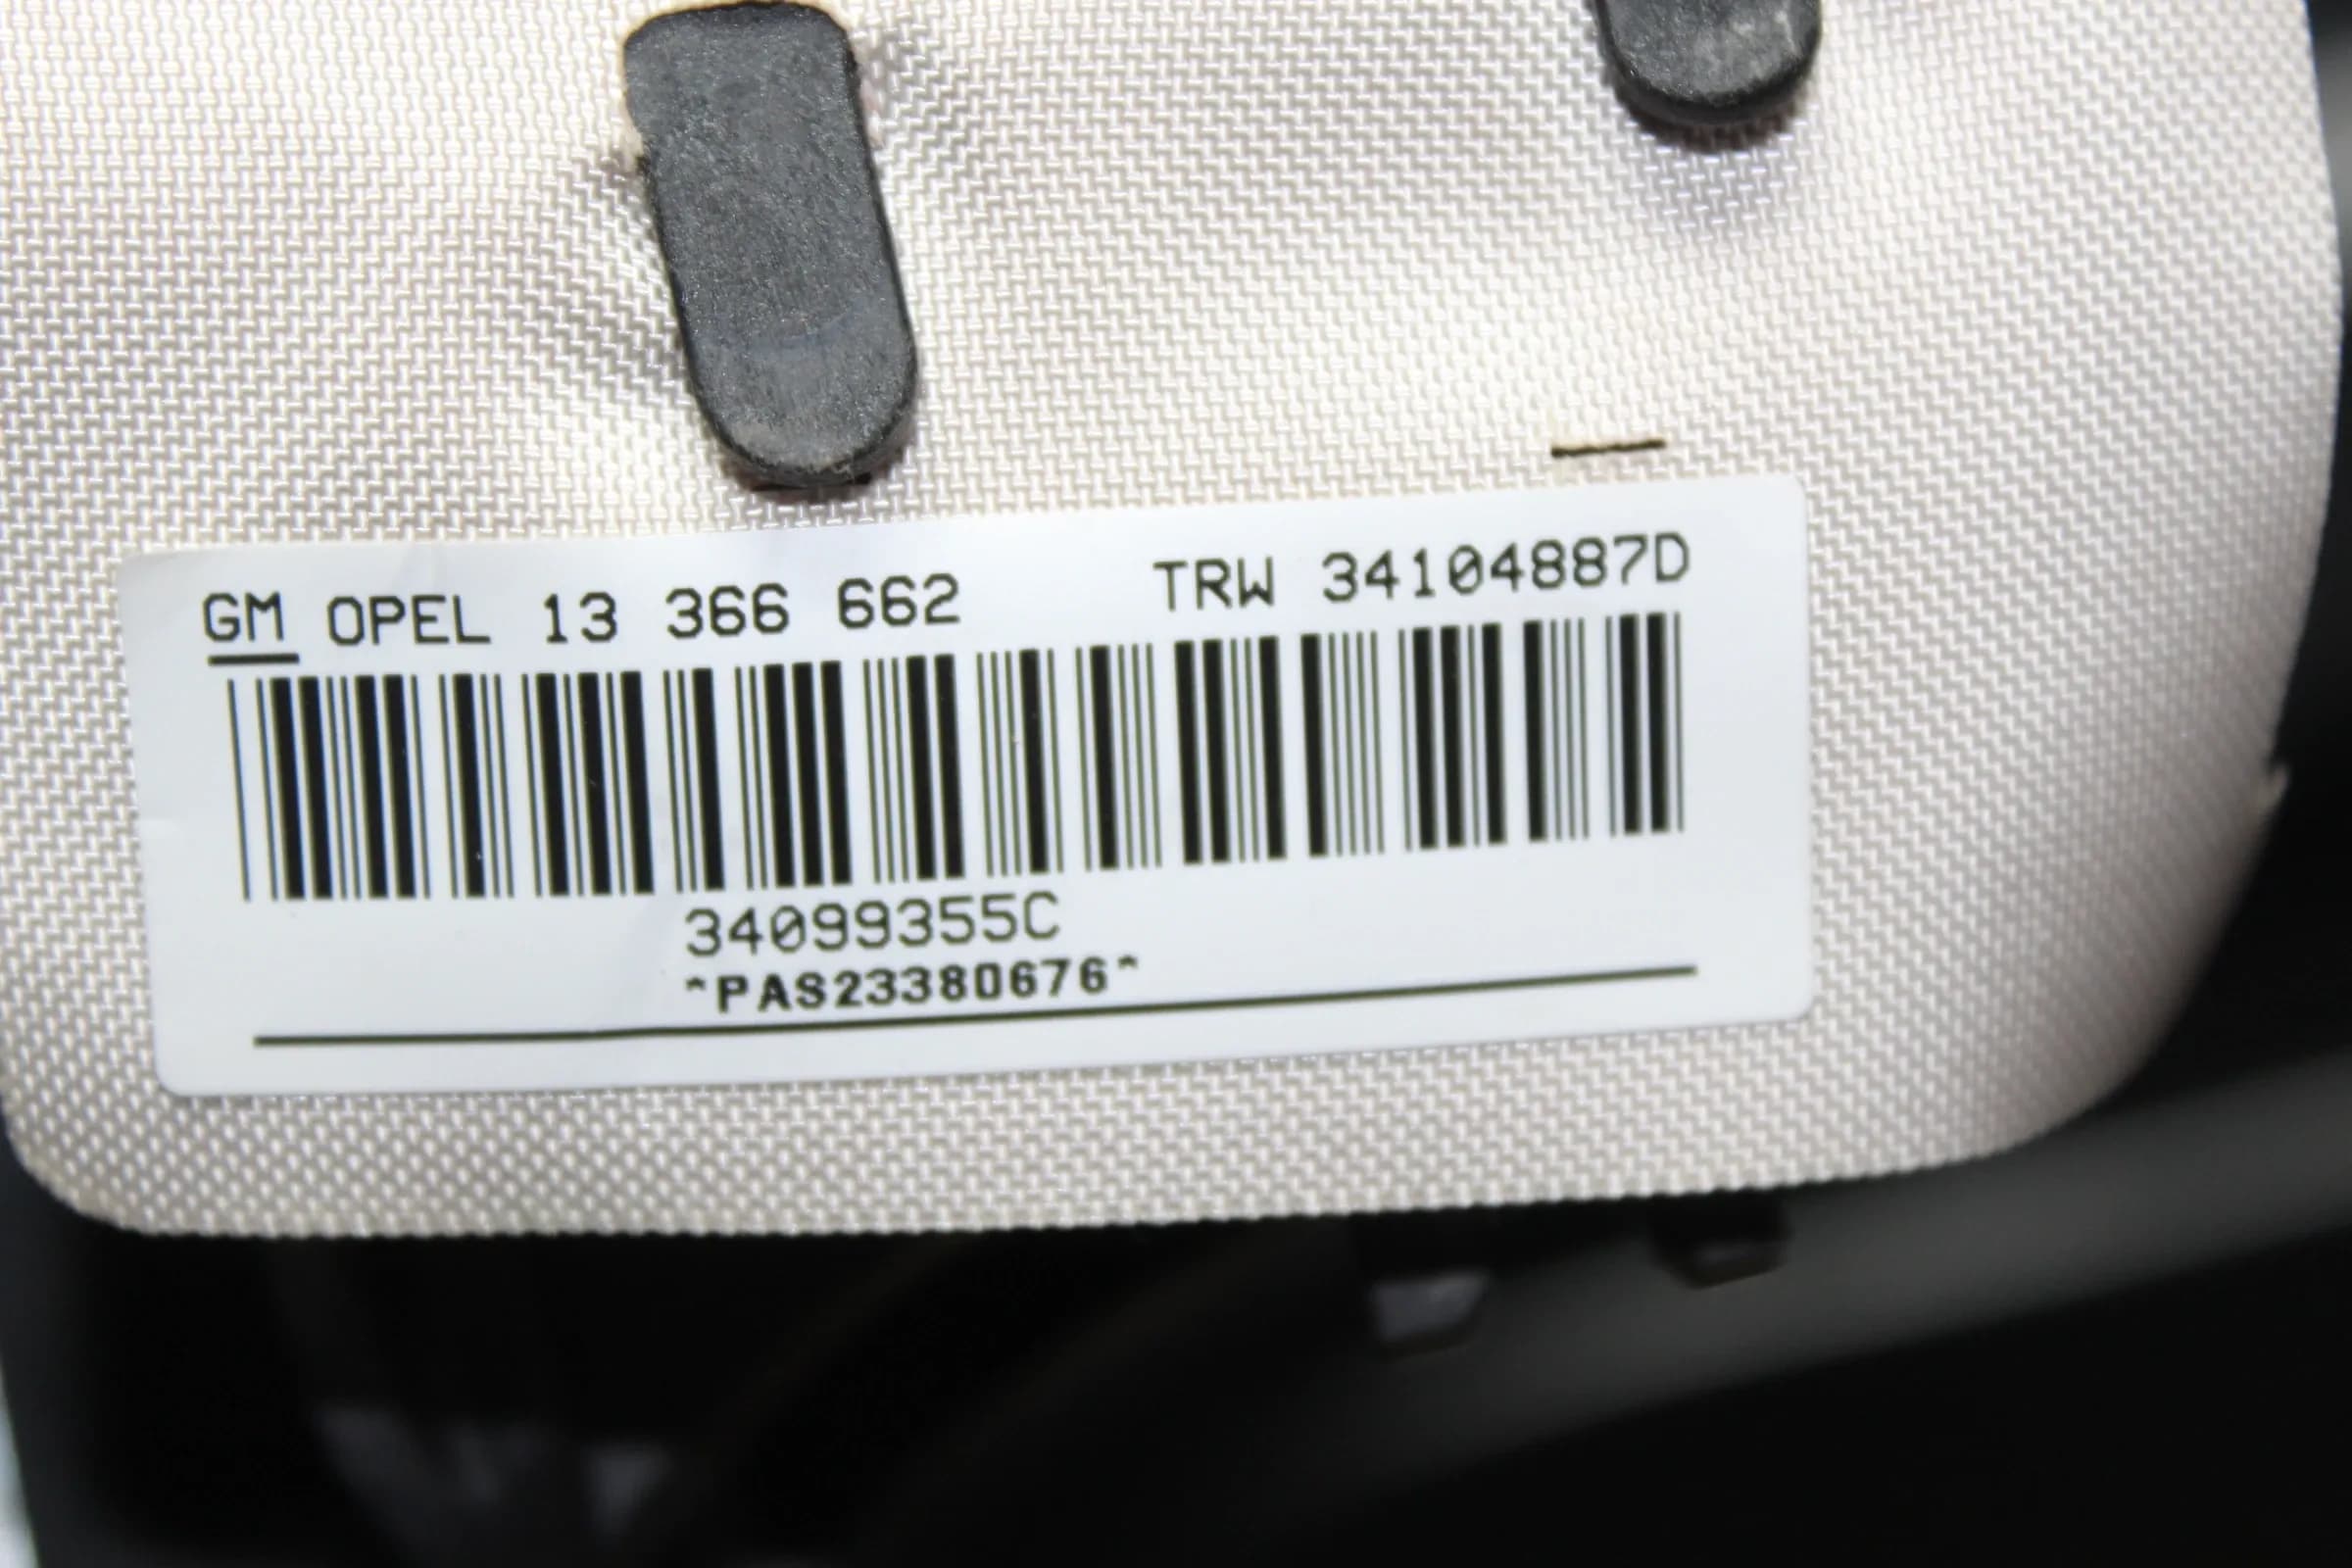 GM OPEL 13 366 662 TRW 34104887D
34099355C
*PAS23380676*